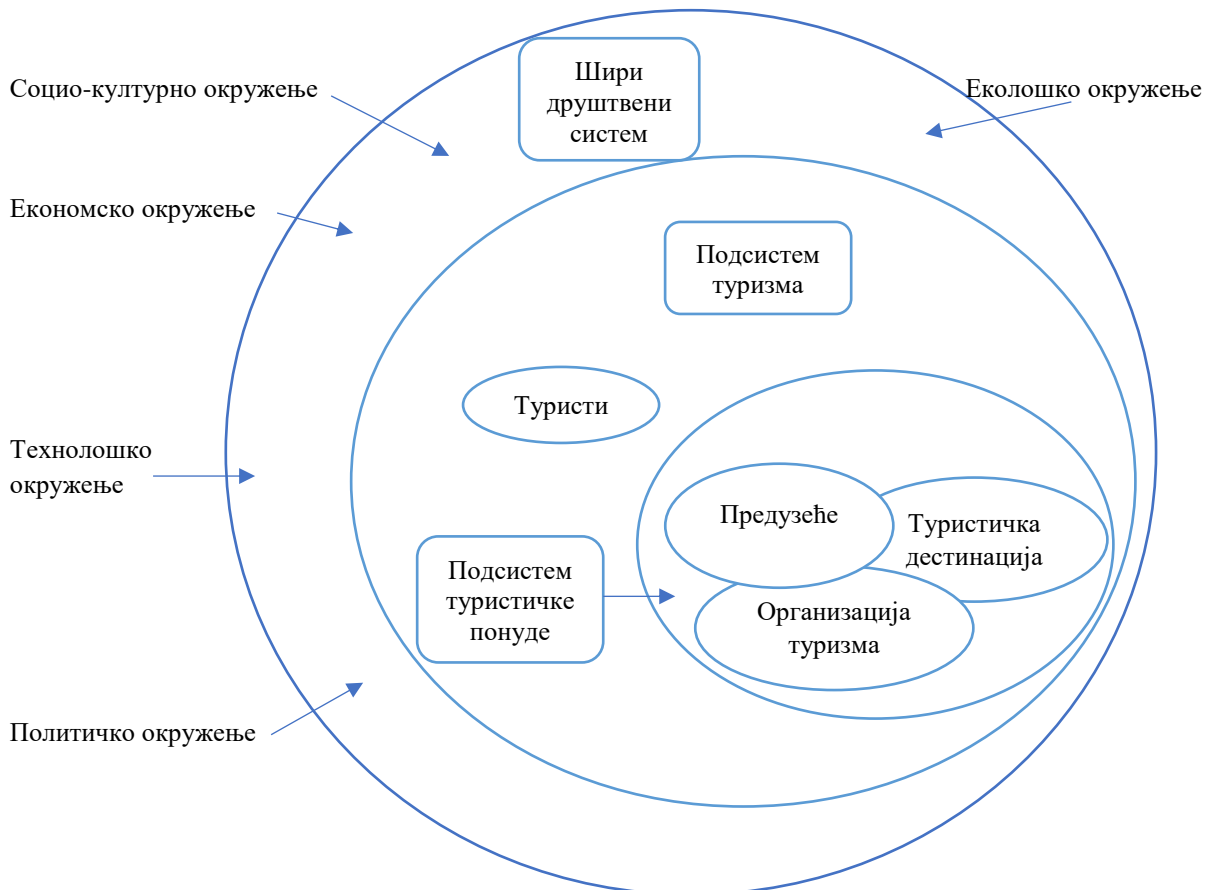 Шири
друштвени
систем
Социо-културно окружење
Еколошко окружење
Економско окружење
Подсистем
туризма
Туристи
Технолошко
окружење
Предузеће
Туристичка
дестинација
Подсистем
туристичке
понуде
Организација
туризма
Политичко окружење